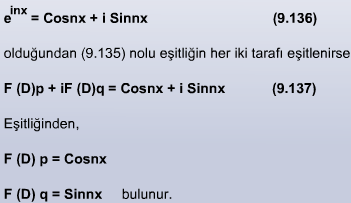 e^inx = Cosnx + i Sinnx (9.136)
olduğundan (9.135) nolu eşitliğin her iki tarafı eşitlenirse
F (D)p + iF (D)q = Cosnx + i Sinnx (9.137)
Eşitliğinden,
F (D) p = Cosnx
F (D) q = Sinnx bulunur.